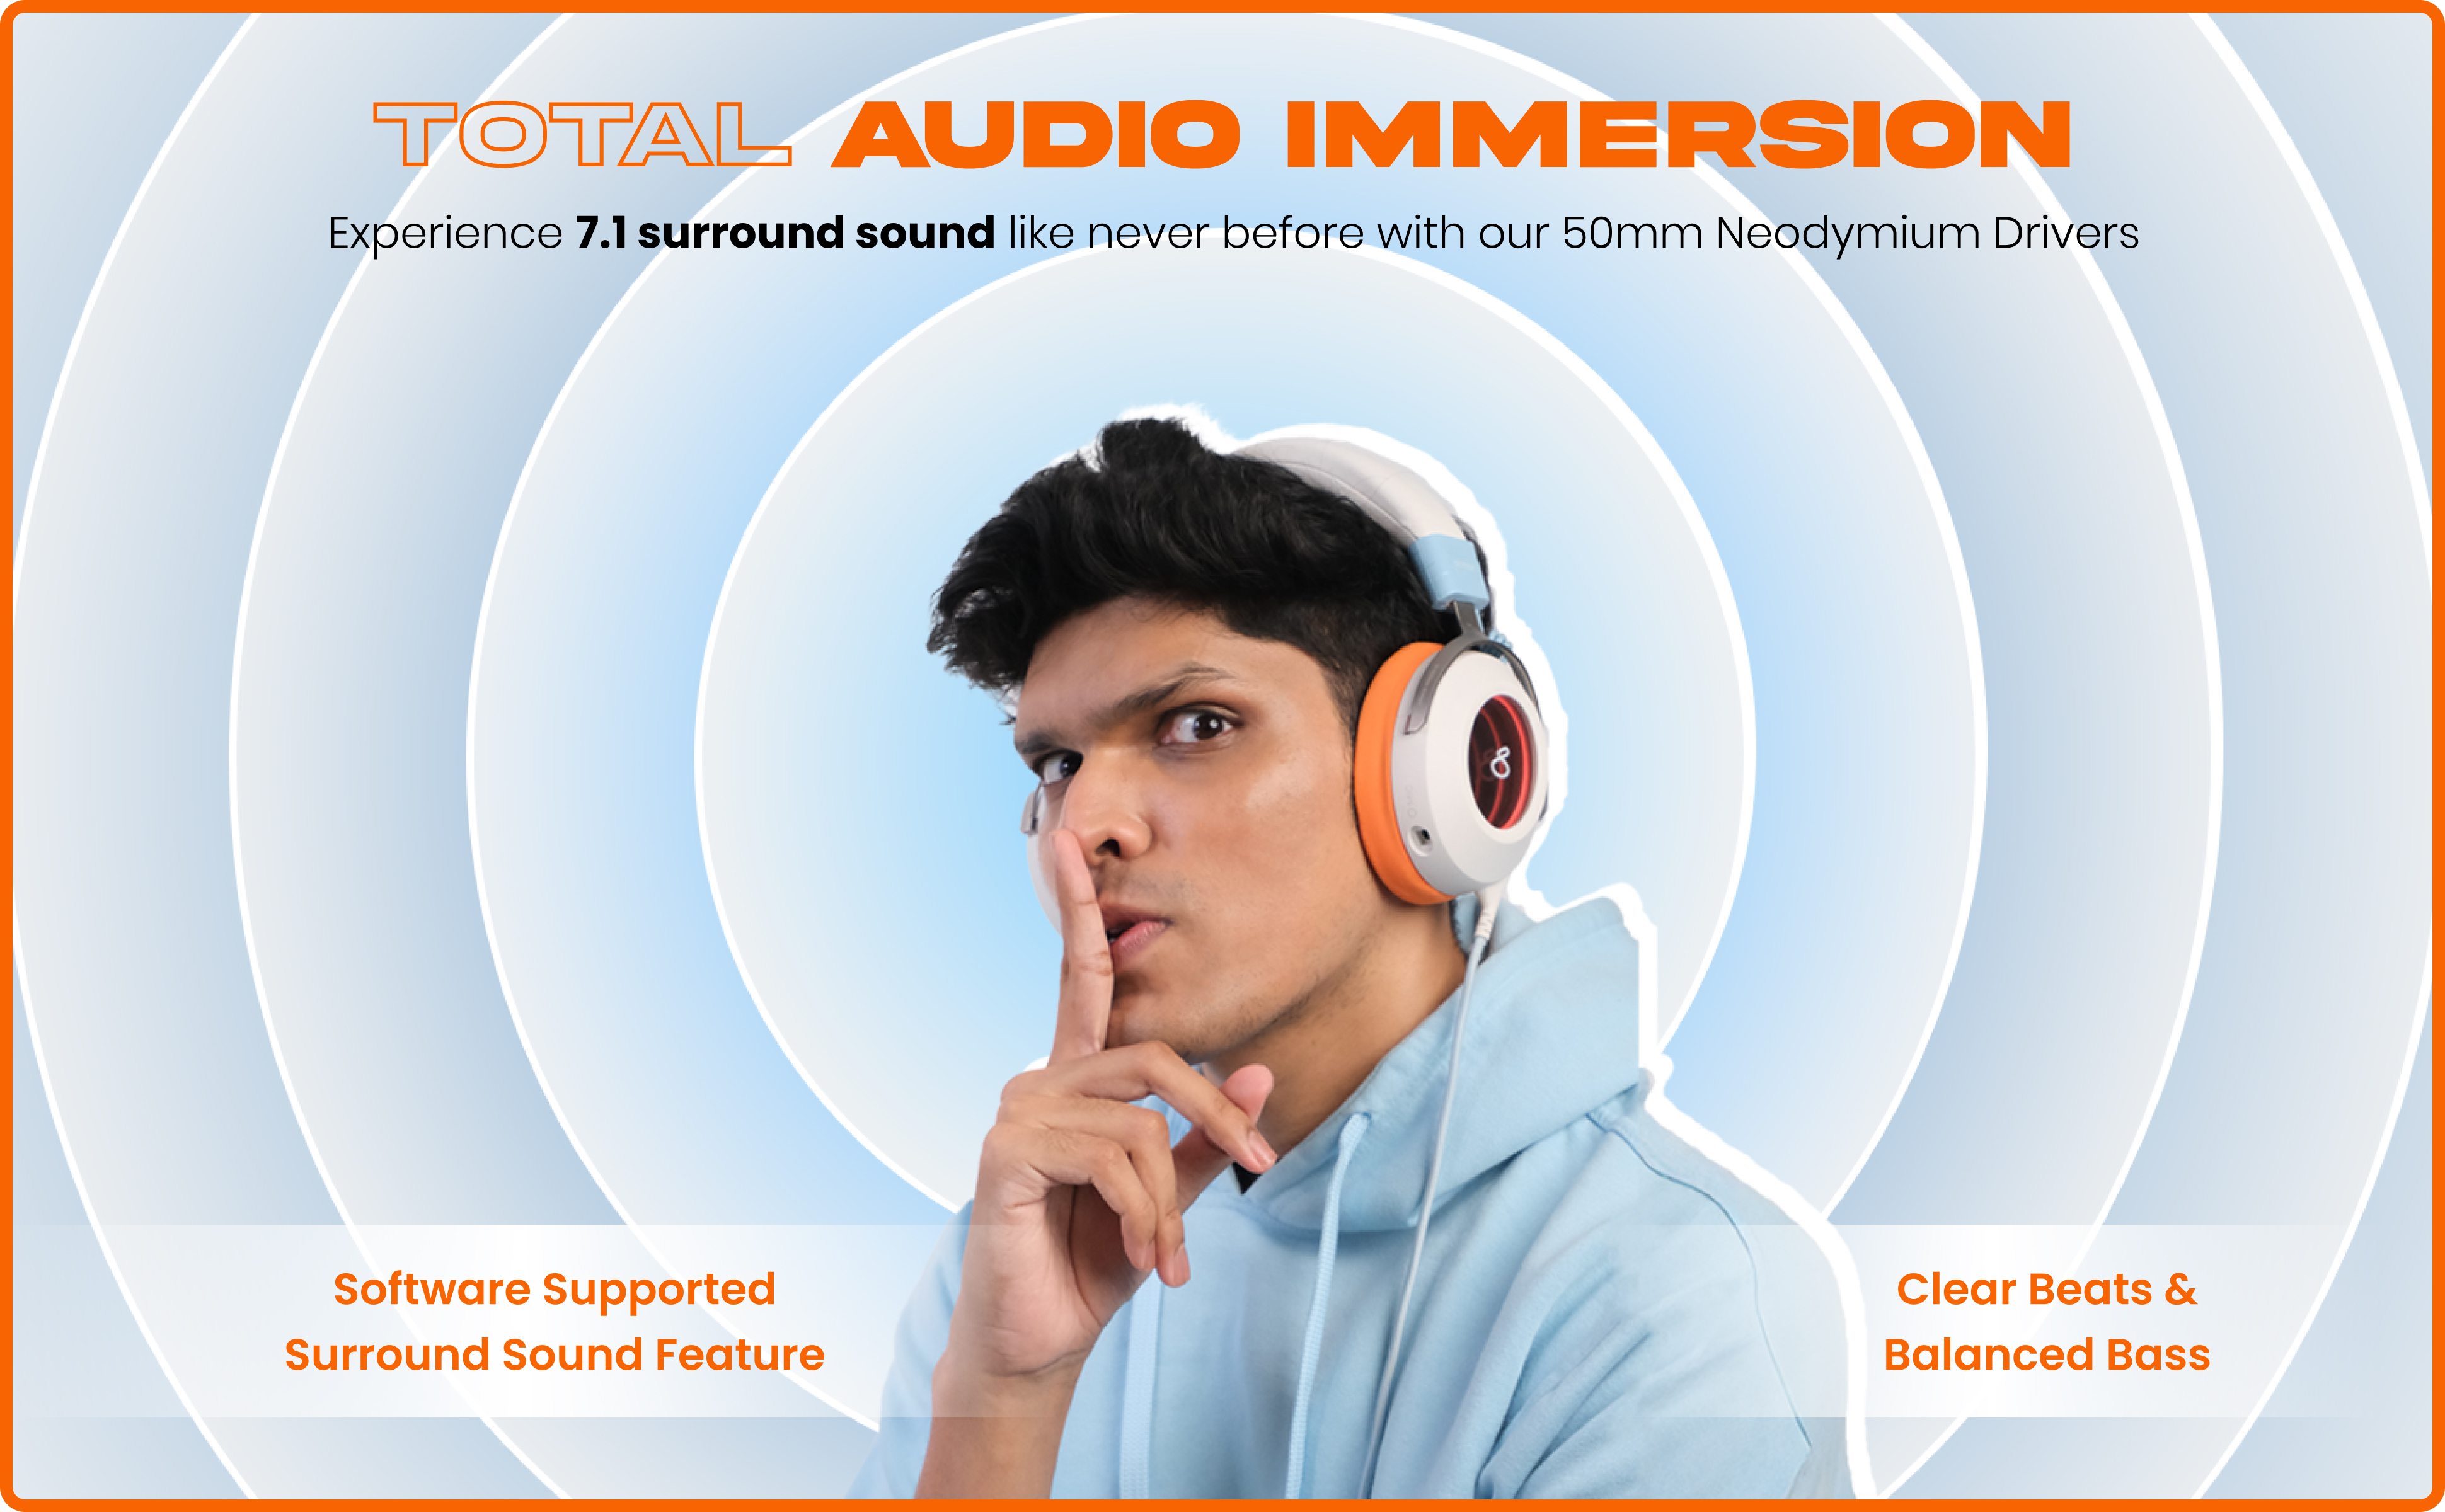 TOTAL AUDIO IMMERSION
Experience 7.1 surround sound like never before with our 50mm Neodymium Drivers
Software Supported
Surround Sound Feature
Clear Beats &
Balanced Bass